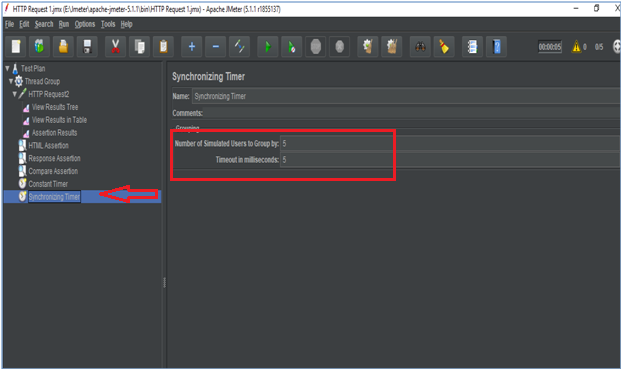 HTTP Request 1.jmx (E:\Jmeter\apache-jmeter-5.1.1\bin\HTTP Request 1.jmx) - Apache JMeter (5.1.1 r1855137)
File Edit Search Run Options Tools Help
00:00:05 0 0/5
Test Plan
Thread Group
HTTP Request2
View Results Tree
View Results in Table
Assertion Results
HTML Assertion
Response Assertion
Compare Assertion
Constant Timer
Synchronizing Timer
Synchronizing Timer
Name: Synchronizing Timer
Comments:
Grouping
Number of Simulated Users to Group by: 5
Timeout in milliseconds: 5